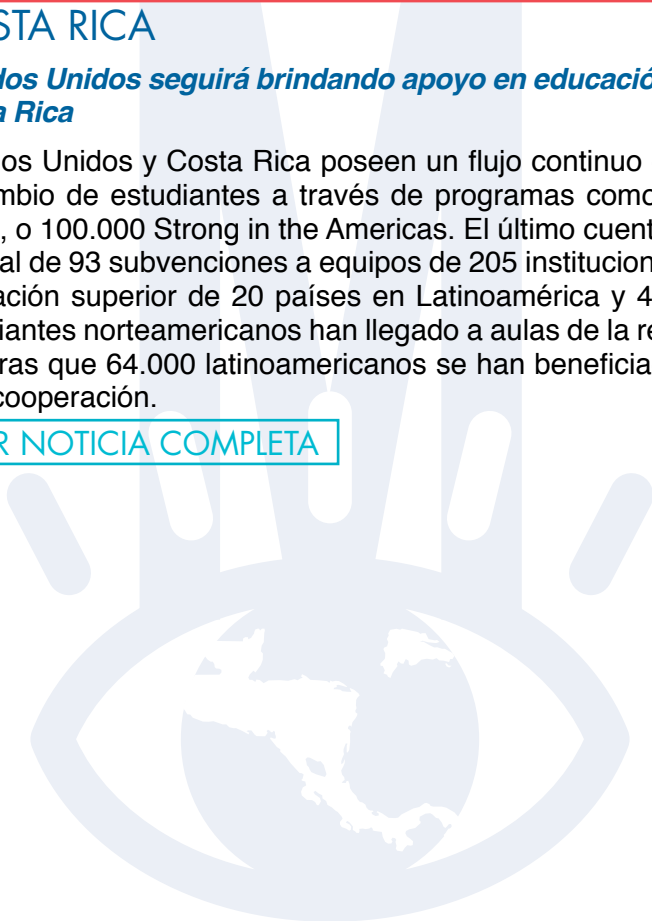 STA RICA
dos Unidos seguirá brindando apoyo en educació
a Rica
os Unidos y Costa Rica poseen un flujo continuo
mbio de estudiantes a través de programas como
, o 100.000 Strong in the Americas. El último cuent
al de 93 subvenciones a equipos de 205 institucion
ación superior de 20 países en Latinoamérica y 4
iantes norteamericanos han llegado a aulas de la re
ras que 64.000 latinoamericanos se han beneficia
cooperación.
R NOTICIA COMPLETA